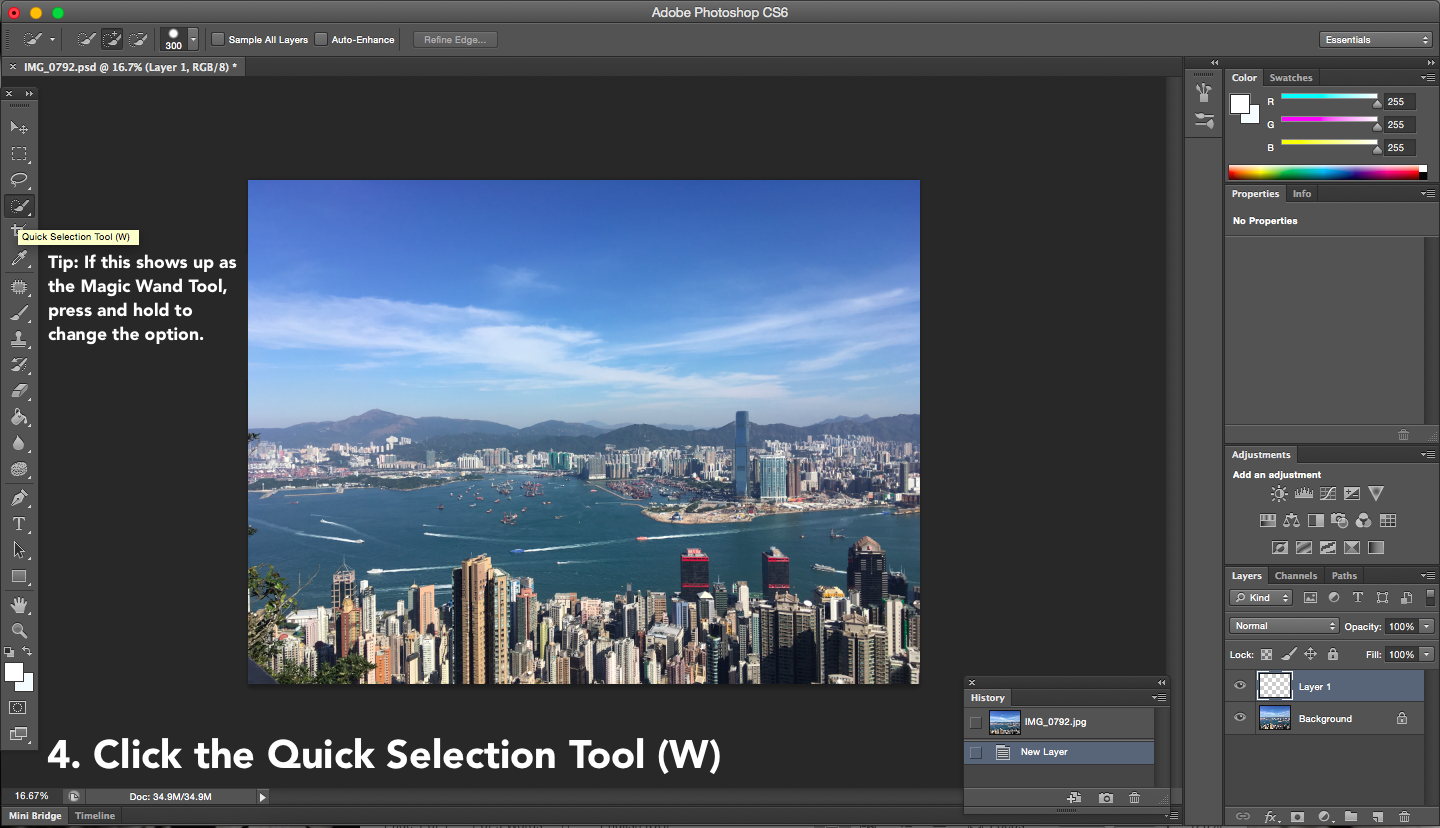 Adobe Photoshop CS6
300
Sample All Layers
Auto-Enhance
Refine Edge...
Essentials
× IMG_0792.psd @ 16.7% (Layer 1, RGB/8) *
Quick Selection Tool (W)
Tip: If this shows up as
the Magic Wand Tool,
press and hold to
change the option.
4. Click the Quick Selection Tool (W)
16.67%
Doc: 34.9M/34.9M
Mini Bridge
Timeline
History
IMG_0792.jpg
New Layer
Color
Swatches
R 255
G 255
B 255
Properties
Info
No Properties
Adjustments
Add an adjustment
Layers
Channels
Paths
Kind
Normal
Opacity: 100%
Lock:
Fill: 100%
Layer 1
Background